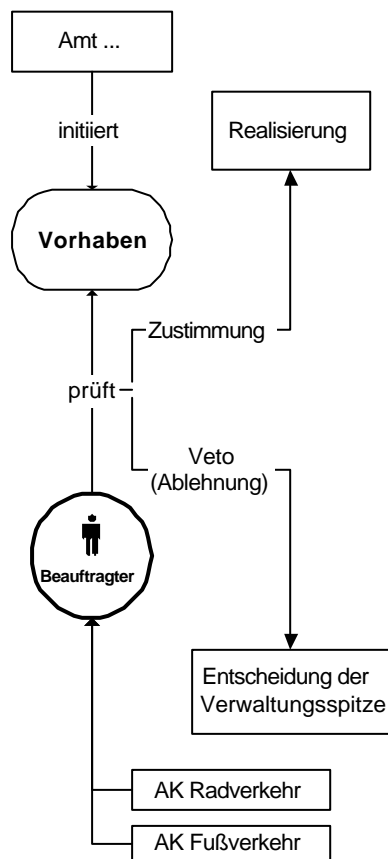 Amt ...
initiiert
Realisierung
Vorhaben
Zustimmung
prüft
Veto
(Ablehnung)
Beauftragter
Entscheidung der
Verwaltungsspitze
AK Radverkehr
AK Fußverkehr